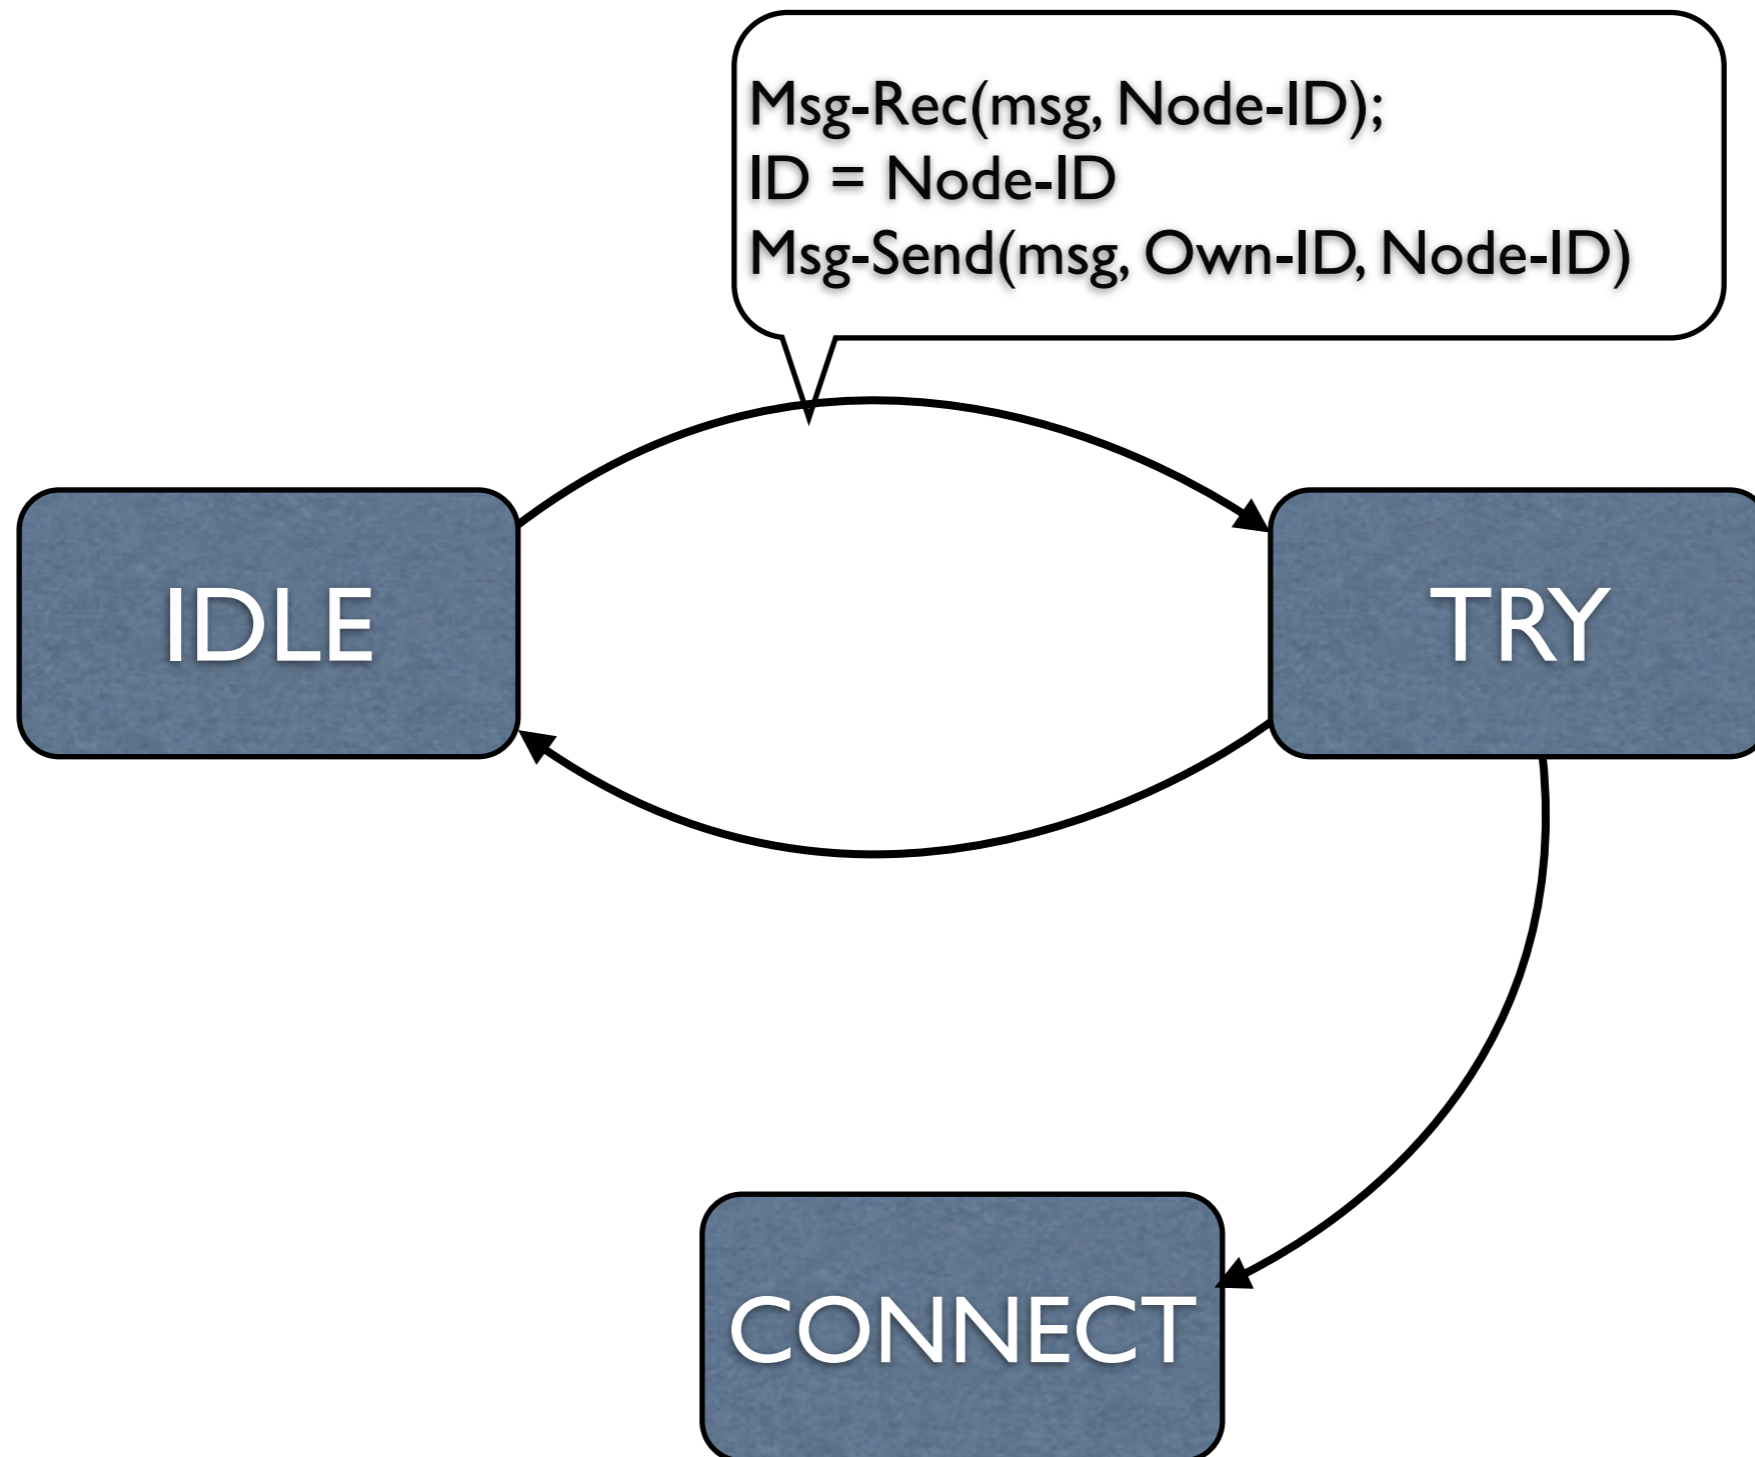 Msg-Rec(msg, Node-ID);
ID = Node-ID
Msg-Send(msg, Own-ID, Node-ID)
IDLE
TRY
CONNECT